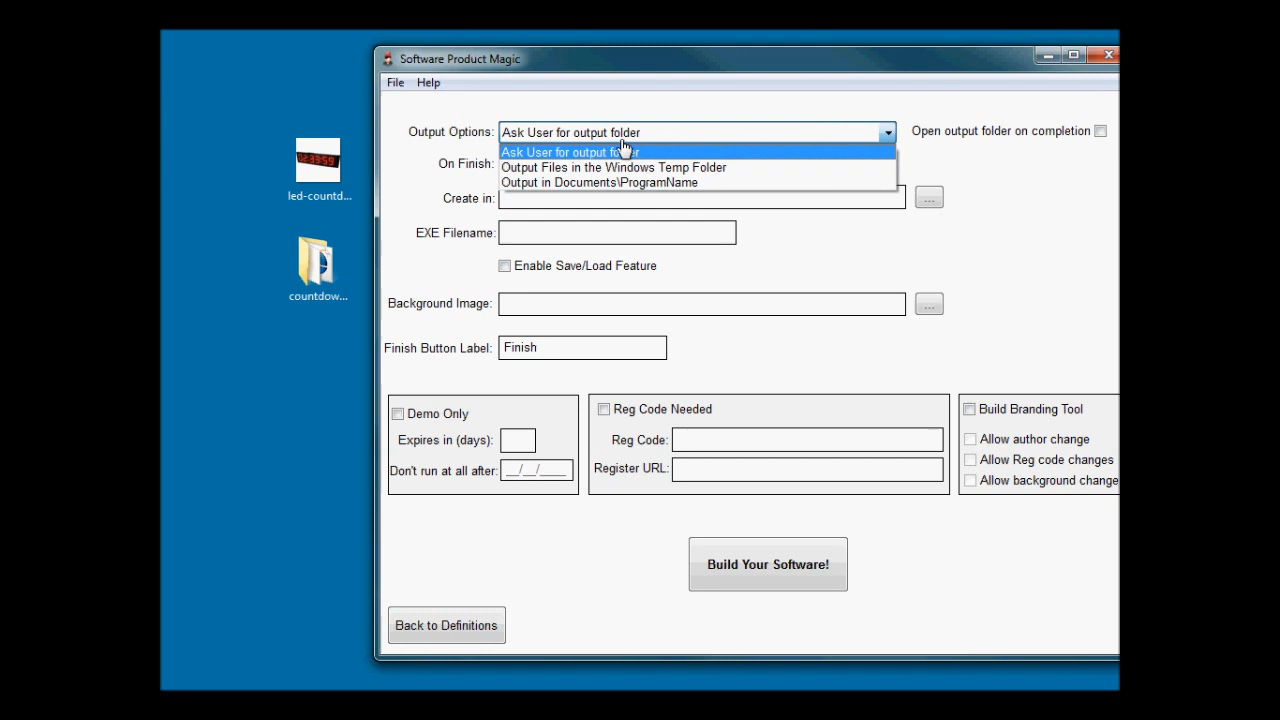 Software Product Magic
File Help
Output Options: Ask User for output folder Open output folder on completion
Ask User for output folder
On Finish: Output Files in the Windows Temp Folder
Output in Documents\ProgramName
Create in: ...
EXE Filename:
Enable Save/Load Feature
Background Image: ...
Finish Button Label: Finish
Demo Only
Expires in (days):
Don't run at all after: __/__/____
Reg Code Needed
Reg Code:
Register URL:
Build Branding Tool
Allow author change
Allow Reg code changes
Allow background change
Build Your Software!
Back to Definitions
led-countd...
countdow...